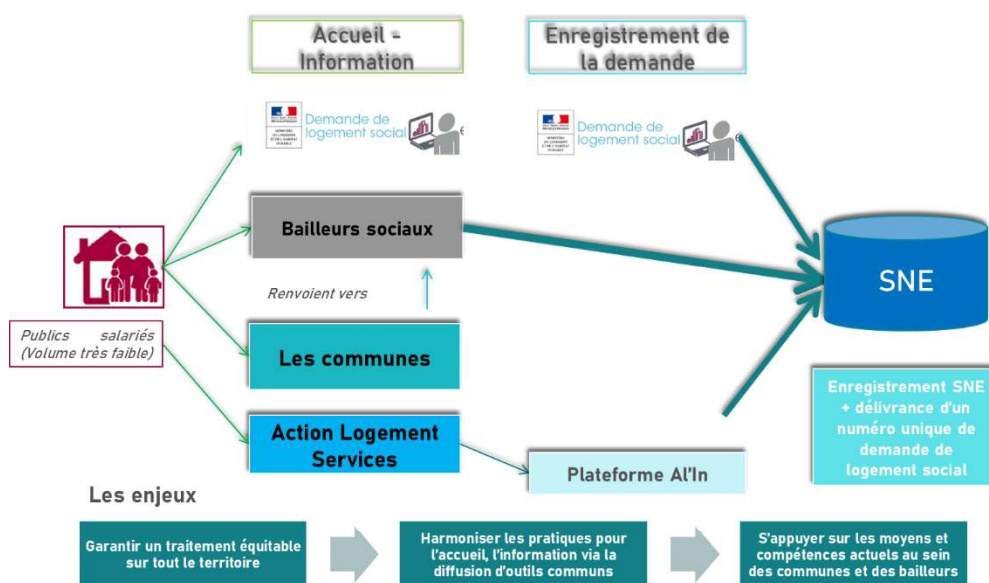 Accueil -
Information
Enregistrement de
la demande
Demande de
logement social
Demande de
logement social
Bailleurs sociaux
Renvoient vers
SNE
Publics salariés
(Volume très faible)
Les communes
Action Logement
Services
Plateforme Al'In
Enregistrement SNE
+ délivrance d'un
numéro unique de
demande de
logement social
Les enjeux
Garantir un traitement équitable
sur tout le territoire
Harmoniser les pratiques pour
l'accueil, l'information via la
diffusion d'outils communs
S'appuyer sur les moyens et
compétences actuels au sein
des communes et des bailleurs